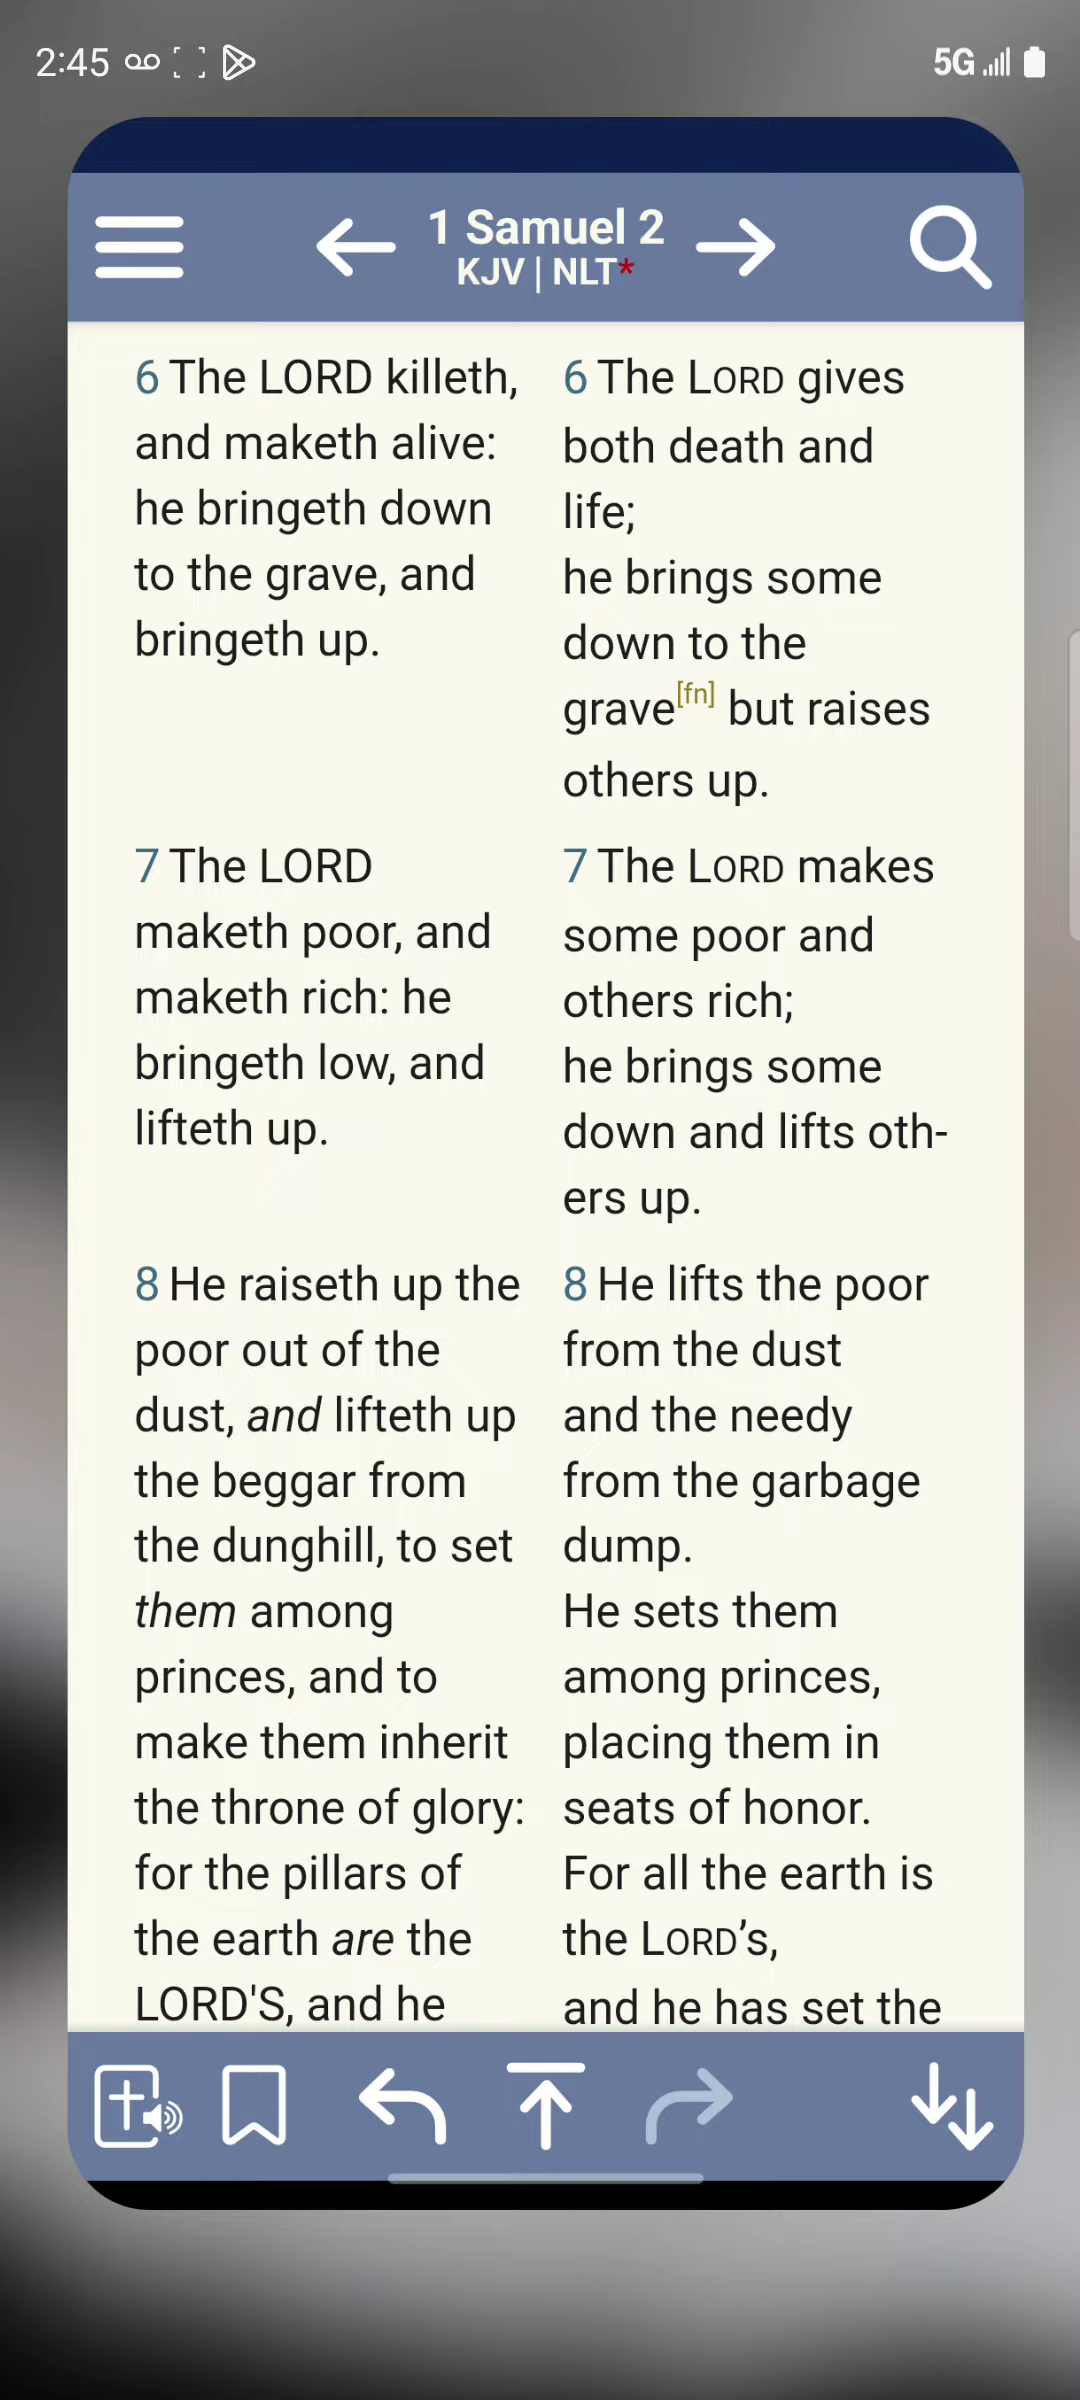 2:45
5G
1 Samuel 2
KJV | NLT*
6 The LORD killeth,
and maketh alive:
he bringeth down
to the grave, and
bringeth up.
6 The LORD gives
both death and
life;
he brings some
down to the
grave[fn] but raises
others up.
7 The LORD
maketh poor, and
maketh rich: he
bringeth low, and
lifteth up.
7 The LORD makes
some poor and
others rich;
he brings some
down and lifts oth-
ers up.
8 He raiseth up the
poor out of the
dust, and lifteth up
the beggar from
the dunghill, to set
them among
princes, and to
make them inherit
the throne of glory:
for the pillars of
the earth are the
LORD'S, and he
8 He lifts the poor
from the dust
and the needy
from the garbage
dump.
He sets them
among princes,
placing them in
seats of honor.
For all the earth is
the LORD’s,
and he has set the